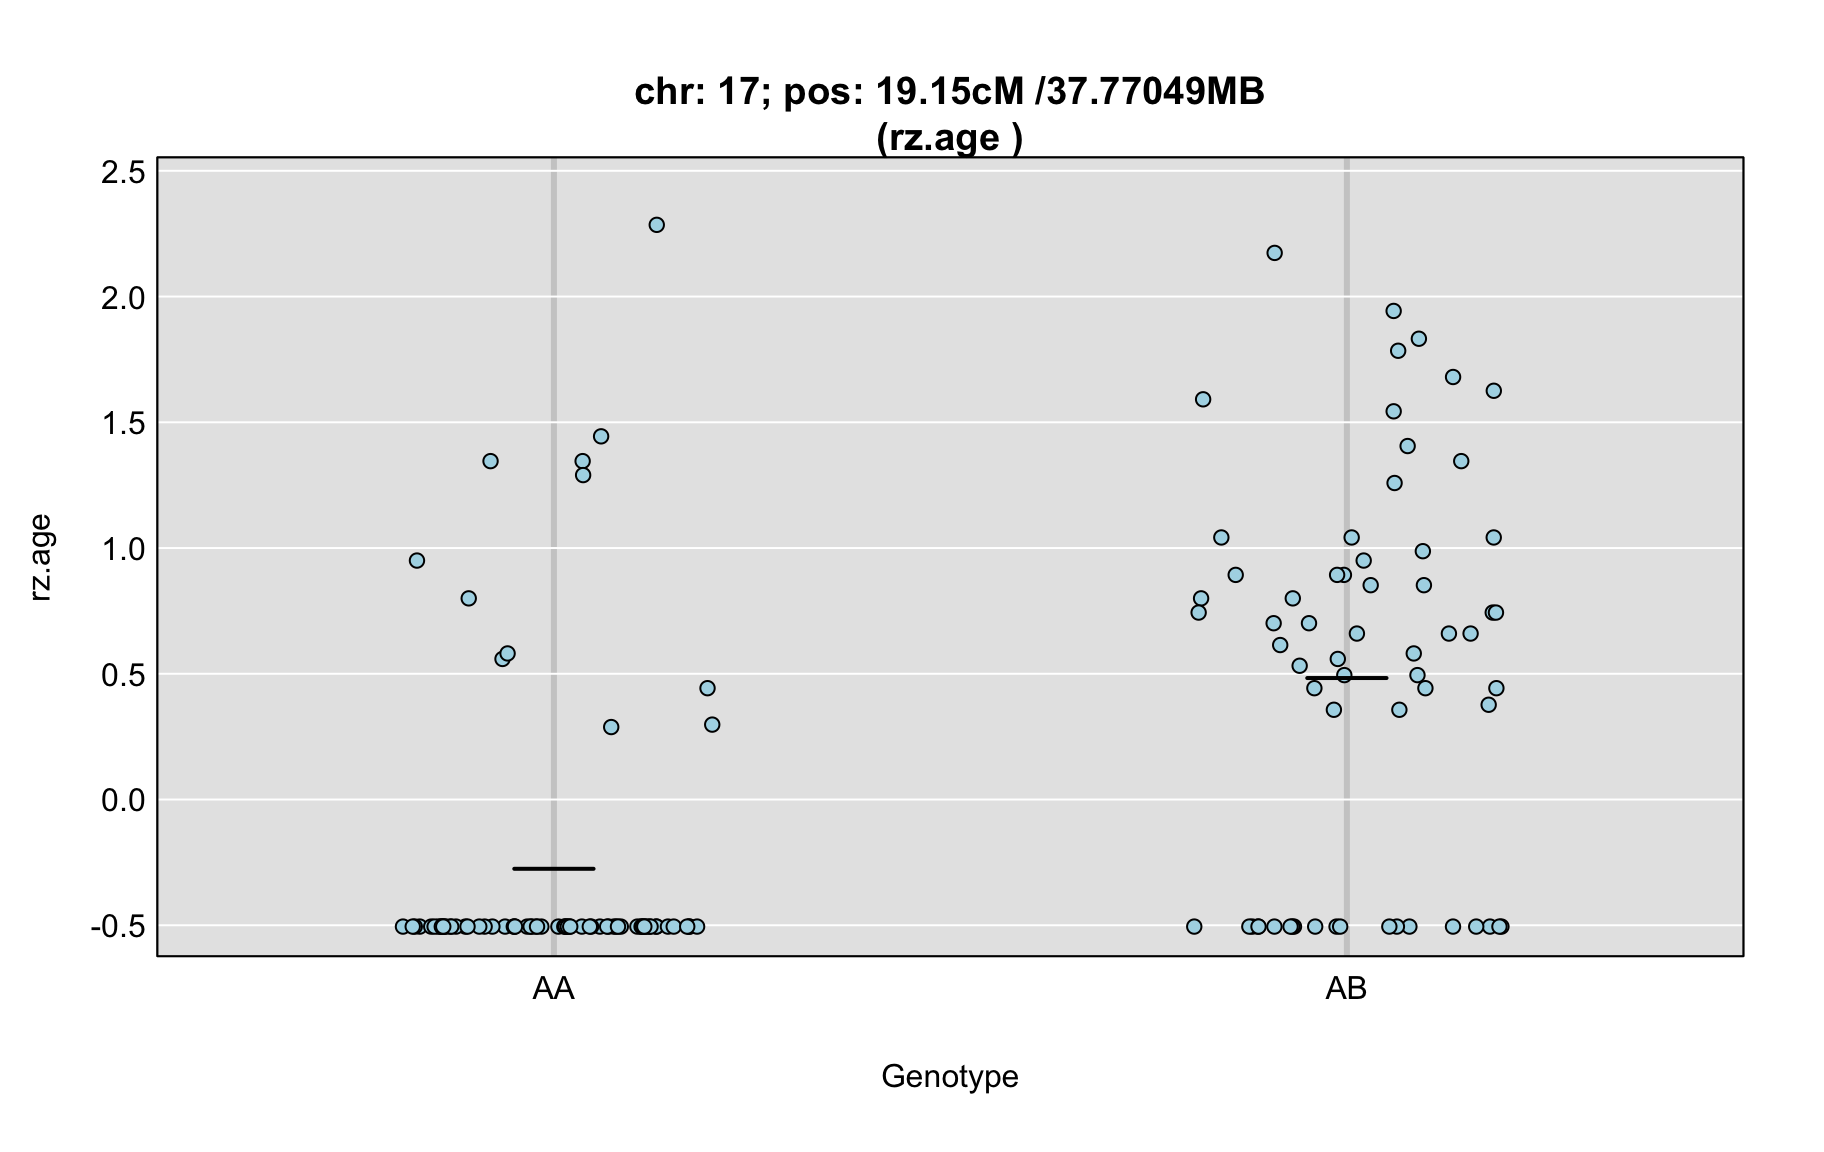 chr: 17; pos: 19.15cM /37.77049MB
(rz.age )
2.5
2.0
1.5
1.0
0.5
0.0
-0.5
rz.age
AA
AB
Genotype